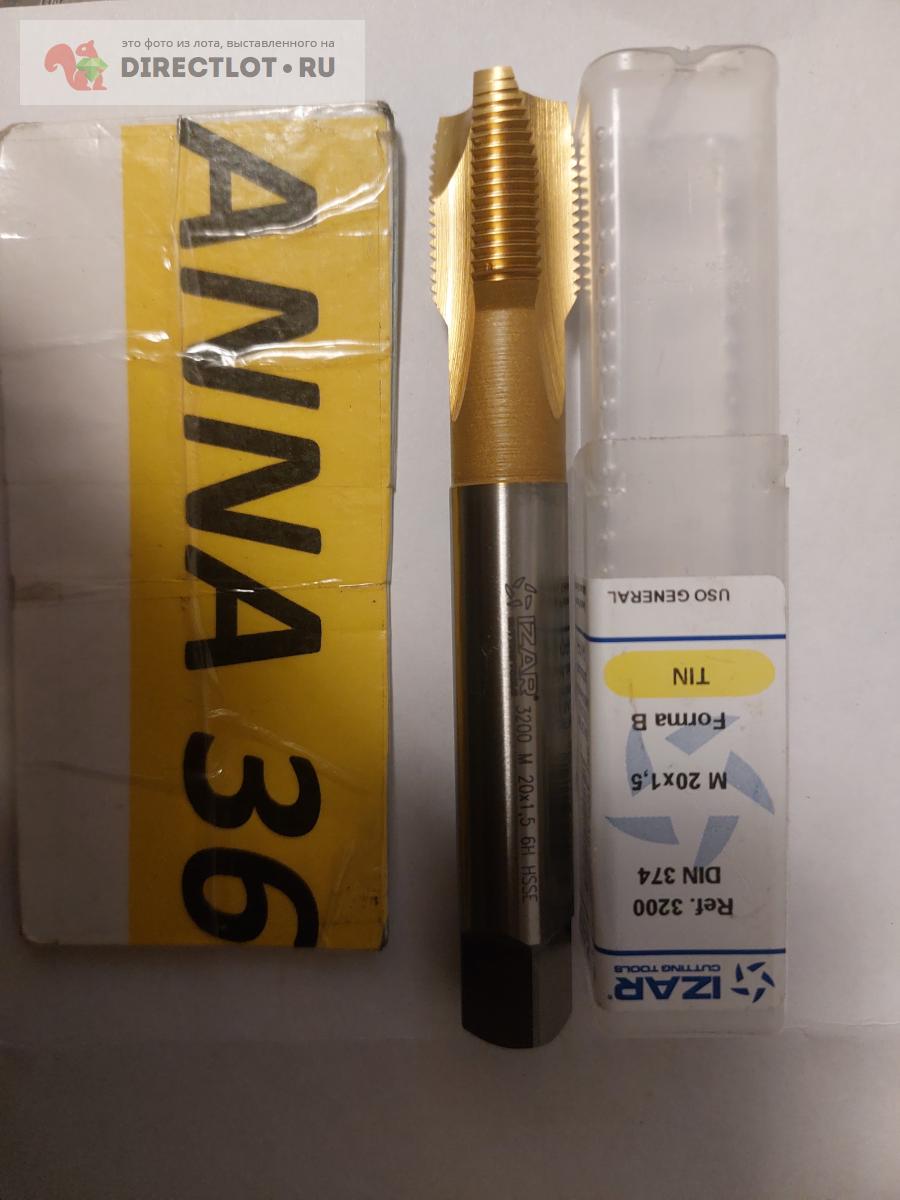 это фото из лота, выставленного на
DIRECTLOT•RU
ANNA 36
IZAR® 3200 M 20x1,5 6H HSSE
IZAR®
CUTTING TOOLS
Ref. 3200
DIN 374
M 20x1,5
Forma B
TIN
USO GENERAL